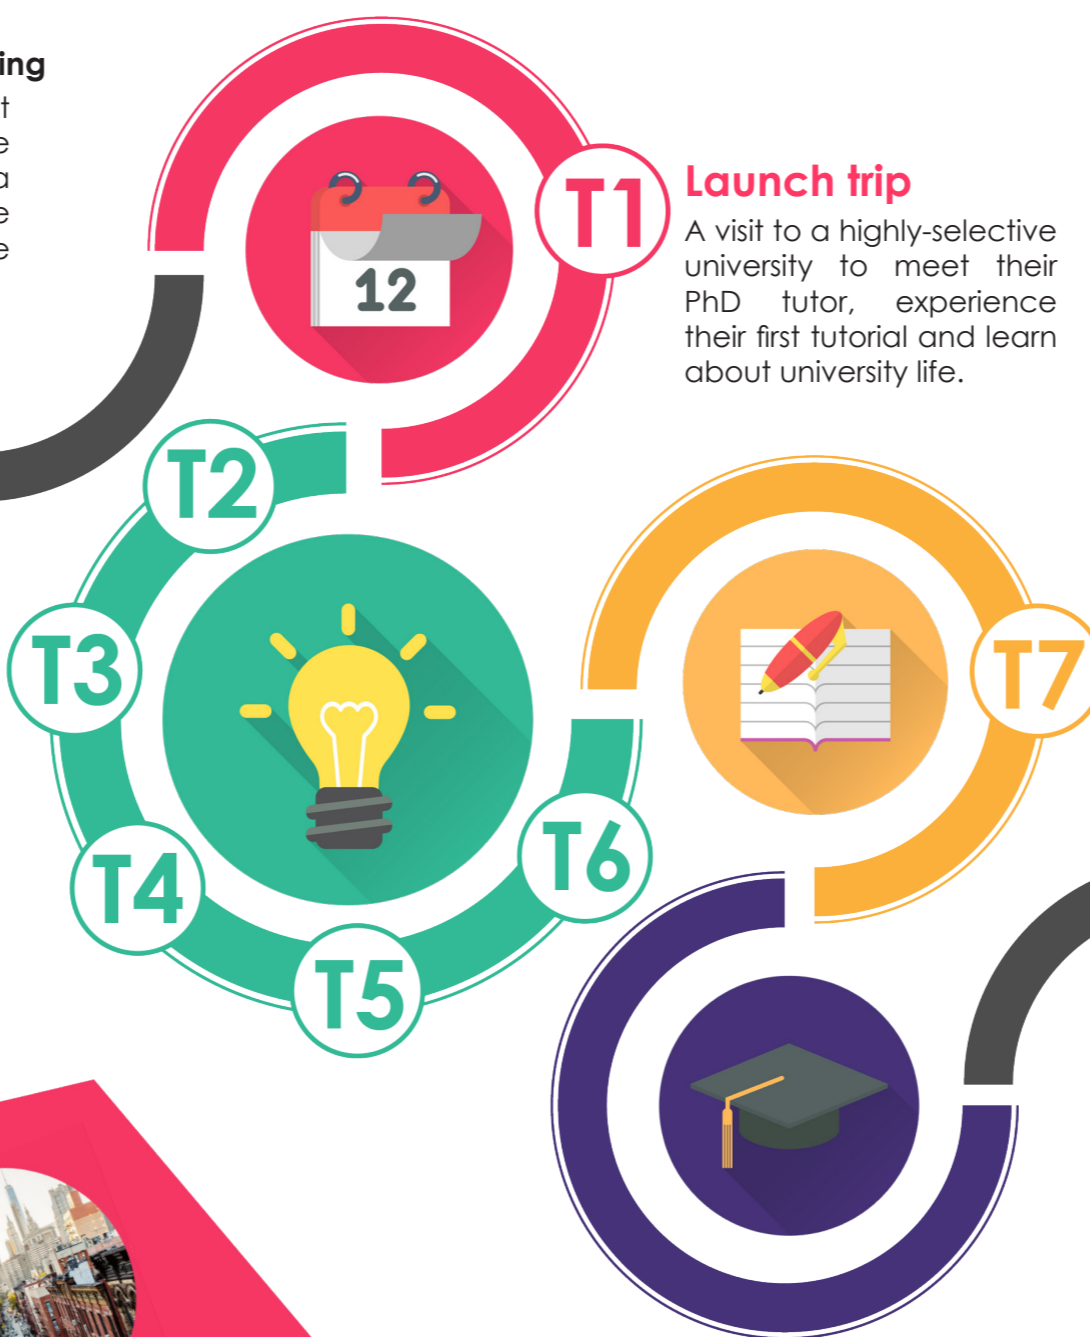 ing
t
e
a
e
e
12
T1
Launch trip
A visit to a highly-selective
university to meet their
PhD tutor, experience
their first tutorial and learn
about university life.
T2
T3
T4
T5
T6
T7